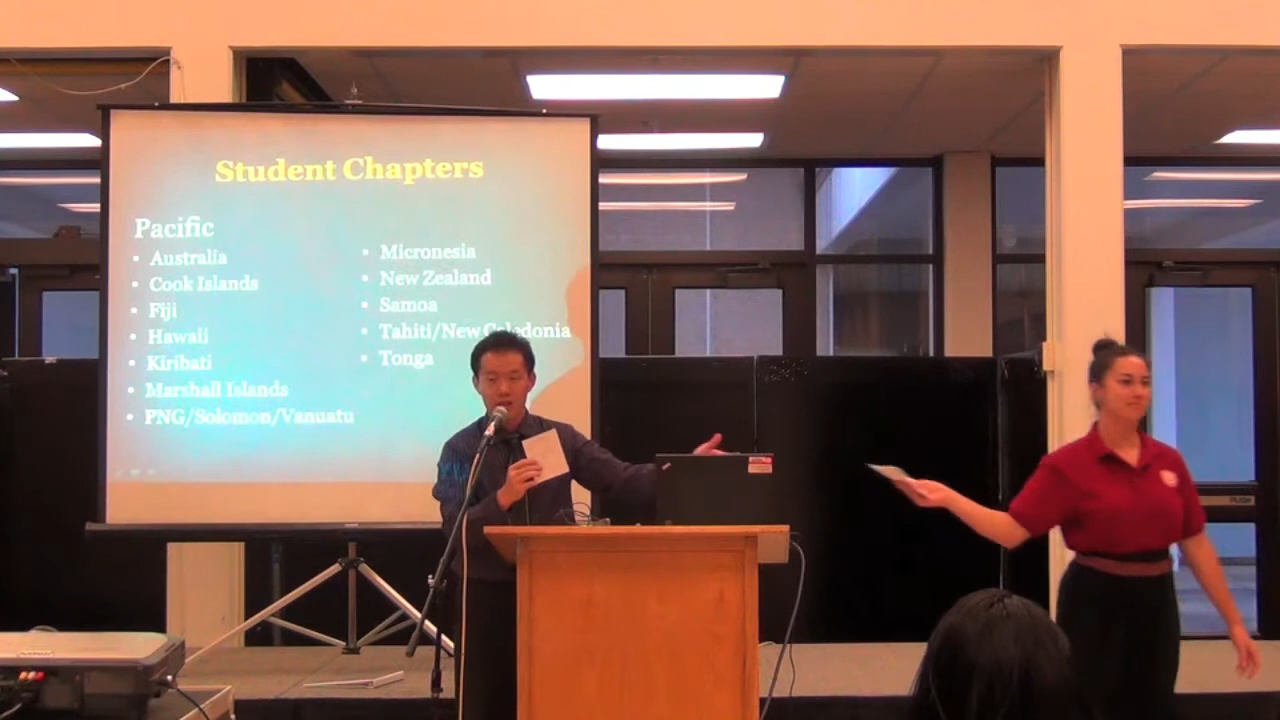 Student Chapters
Pacific
• Australia
• Cook Islands
• Fiji
• Hawaii
• Kiribati
• Marshall Islands
• PNG/Solomon/Vanuatu
• Micronesia
• New Zealand
• Samoa
• Tahiti/New Caledonia
• Tonga
PUSH